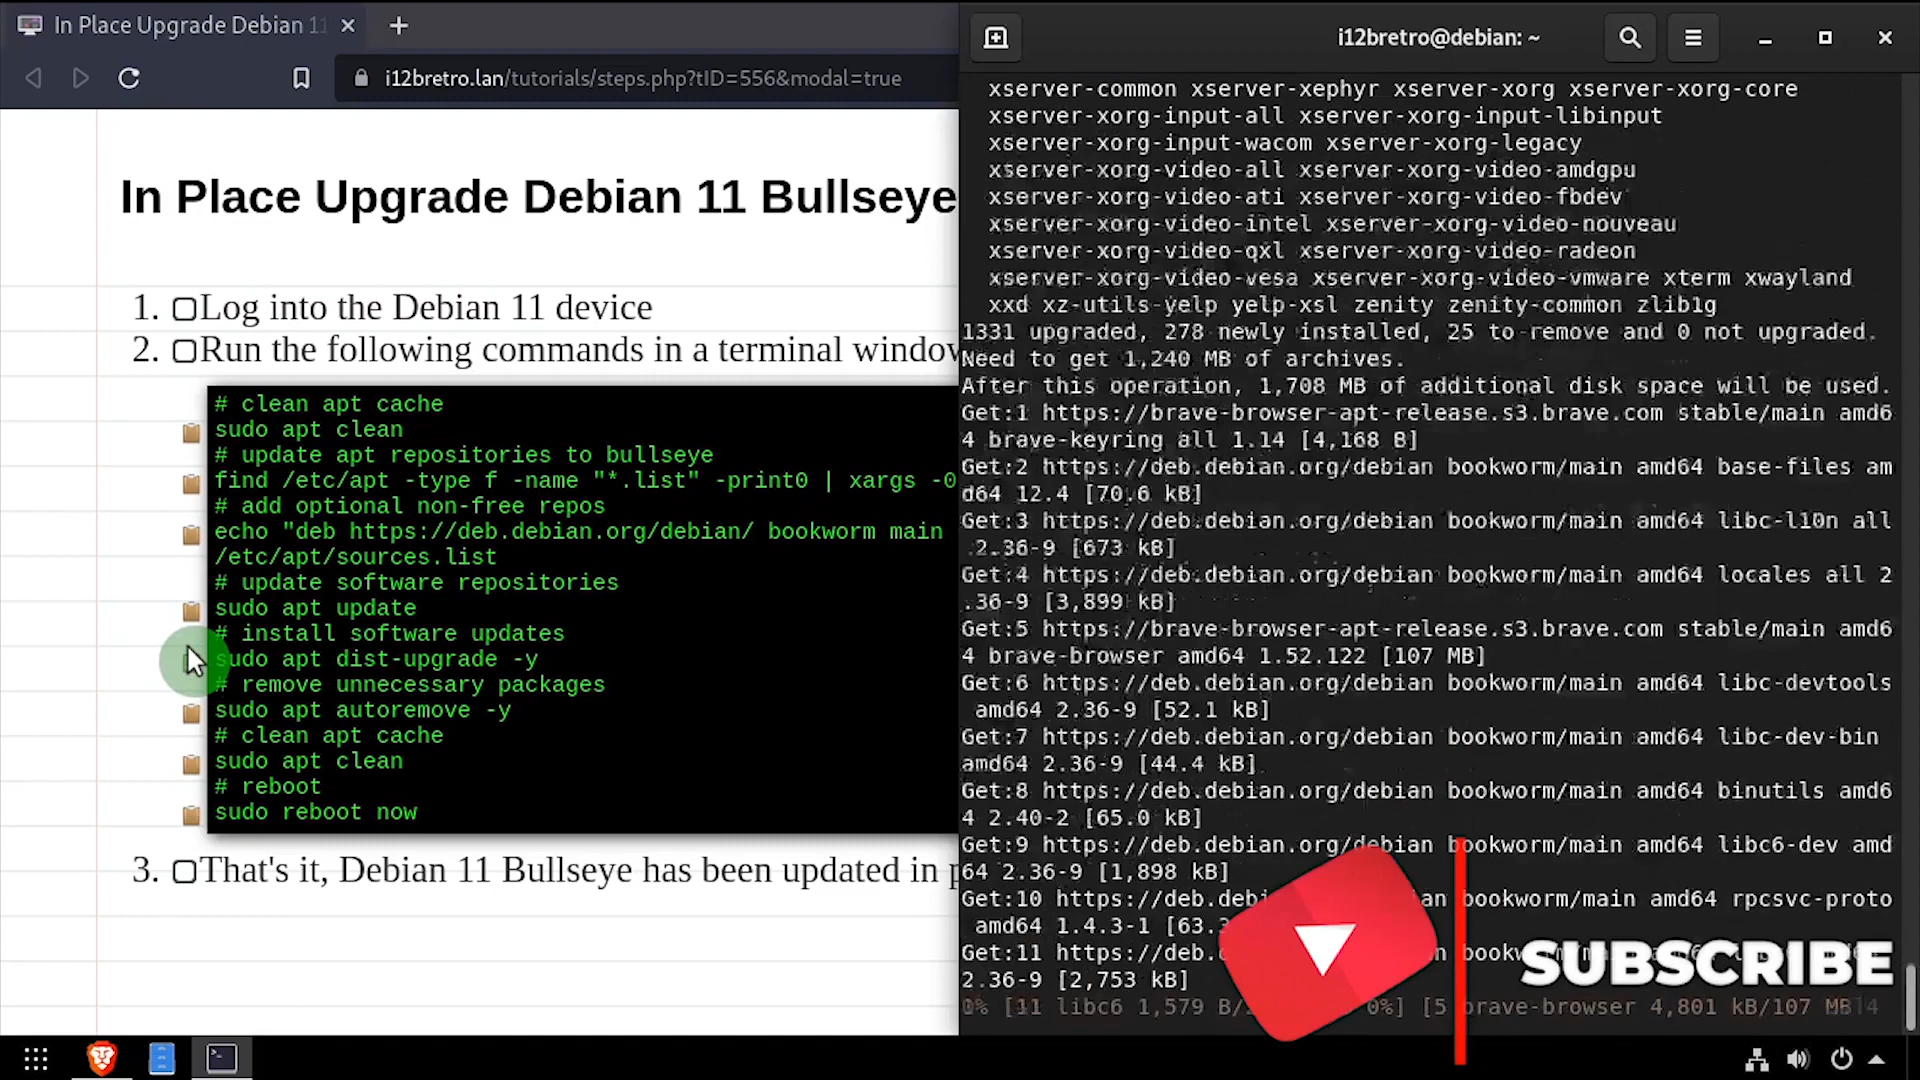 In Place Upgrade Debian 11
i12bretro.lan/tutorials/steps.php?tID=556&modal=true
In Place Upgrade Debian 11 Bullseye
1. Log into the Debian 11 device
2. Run the following commands in a terminal window
# clean apt cache
sudo apt clean
# update apt repositories to bullseye
find /etc/apt -type f -name "*.list" -print0 | xargs -0
# add optional non-free repos
echo "deb https://deb.debian.org/debian/ bookworm main
/etc/apt/sources.list
# update software repositories
sudo apt update
# install software updates
sudo apt dist-upgrade -y
# remove unnecessary packages
sudo apt autoremove -y
# clean apt cache
sudo apt clean
# reboot
sudo reboot now
3. That's it, Debian 11 Bullseye has been updated in p
i12bretro@debian: ~
xserver-common xserver-xephyr xserver-xorg xserver-xorg-core
xserver-xorg-input-all xserver-xorg-input-libinput
xserver-xorg-input-wacom xserver-xorg-legacy
xserver-xorg-video-all xserver-xorg-video-amdgpu
xserver-xorg-video-ati xserver-xorg-video-fbdev
xserver-xorg-video-intel xserver-xorg-video-nouveau
xserver-xorg-video-qxl xserver-xorg-video-radeon
xserver-xorg-video-vesa xserver-xorg-video-vmware xterm xwayland
xxd xz-utils yelp yelp-xsl zenity zenity-common zlib1g
1331 upgraded, 278 newly installed, 25 to remove and 0 not upgraded.
Need to get 1,240 MB of archives.
After this operation, 1,708 MB of additional disk space will be used.
Get:1 https://brave-browser-apt-release.s3.brave.com stable/main amd6
4 brave-keyring all 1.14 [4,168 B]
Get:2 https://deb.debian.org/debian bookworm/main amd64 base-files am
d64 12.4 [70.6 kB]
Get:3 https://deb.debian.org/debian bookworm/main amd64 libc-l10n all
2.36-9 [673 kB]
Get:4 https://deb.debian.org/debian bookworm/main amd64 locales all 2
.36-9 [3,899 kB]
Get:5 https://brave-browser-apt-release.s3.brave.com stable/main amd6
4 brave-browser amd64 1.52.122 [107 MB]
Get:6 https://deb.debian.org/debian bookworm/main amd64 libc-devtools
amd64 2.36-9 [52.1 kB]
Get:7 https://deb.debian.org/debian bookworm/main amd64 libc-dev-bin
amd64 2.36-9 [44.4 kB]
Get:8 https://deb.debian.org/debian bookworm/main amd64 binutils amd6
4 2.40-2 [65.0 kB]
Get:9 https://deb.debian.org/debian bookworm/main amd64 libc6-dev amd
64 2.36-9 [1,898 kB]
Get:10 https://deb.debi an bookworm/main amd64 rpcsvc-proto
amd64 1.4.3-1 [63.3
Get:11 https://deb.d n
2.36-9 [2,753 kB]
0% [11 libc6 1,579 B/ 0%] [5 brave-browser 4,801 kB/107 MB
SUBSCRIBE